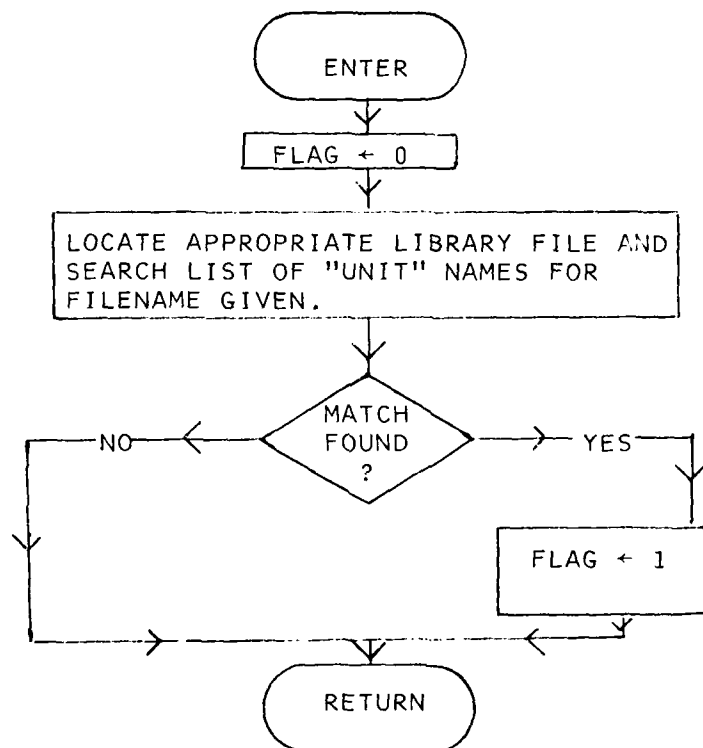 ENTER
FLAG ← 0
LOCATE APPROPRIATE LIBRARY FILE AND
SEARCH LIST OF "UNIT" NAMES FOR
FILENAME GIVEN.
MATCH
FOUND
?
NO
YES
FLAG ← 1
RETURN